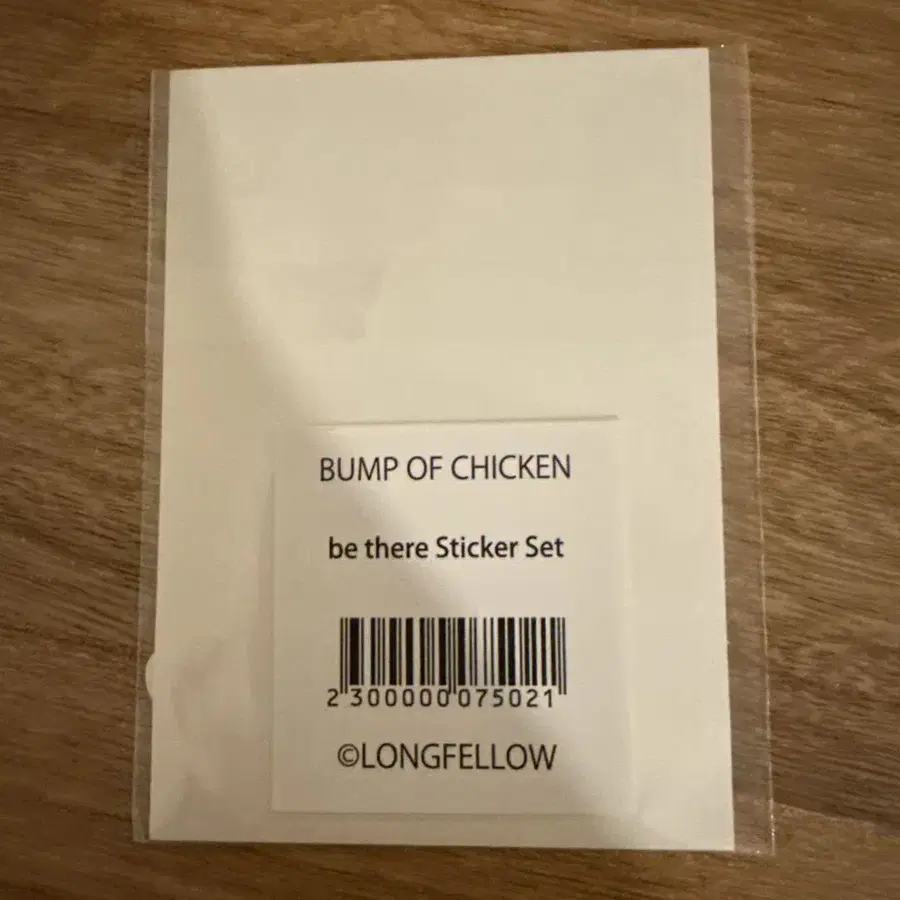 BUMP OF CHICKEN
be there Sticker Set
2 300000 075021
©LONGFELLOW